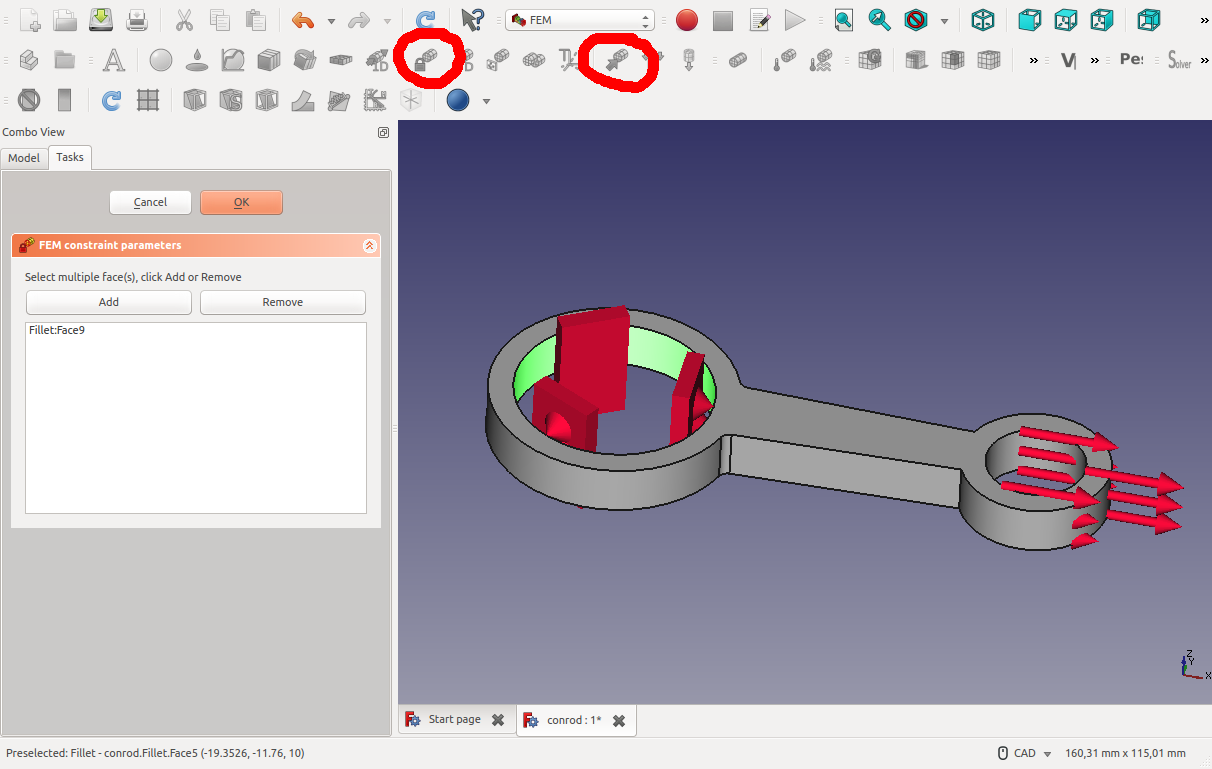 FEM
»
A
1D
D
» V » Pe: Solver »
Combo View
Model Tasks
Cancel OK
FEM constraint parameters
Select multiple face(s), click Add or Remove
Add Remove
Fillet:Face9
Z
Y
X
Start page conrod : 1*
Preselected: Fillet - conrod.Fillet.Face5 (-19.3526, -11.76, 10) CAD 160,31 mm x 115,01 mm